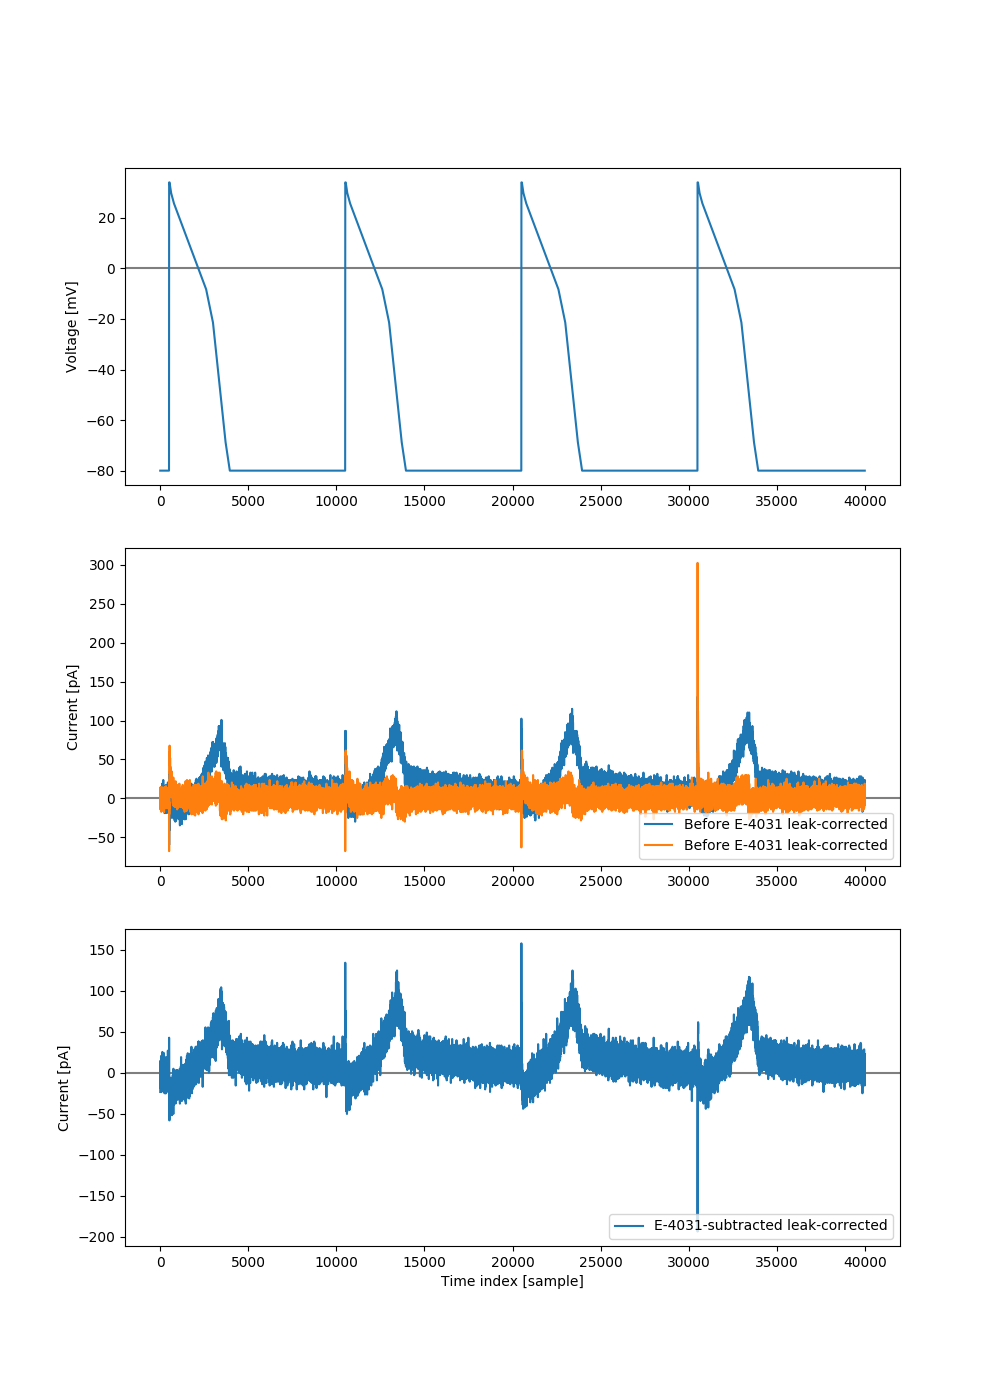 20
0
−20
−40
−60
−80
Voltage [mV]
0 5000 10000 15000 20000 25000 30000 35000 40000
300
250
200
150
100
50
0
−50
Current [pA]
Before E-4031 leak-corrected
Before E-4031 leak-corrected
0 5000 10000 15000 20000 25000 30000 35000 40000
150
100
50
0
−50
−100
−150
−200
Current [pA]
E-4031-subtracted leak-corrected
0 5000 10000 15000 20000 25000 30000 35000 40000
Time index [sample]